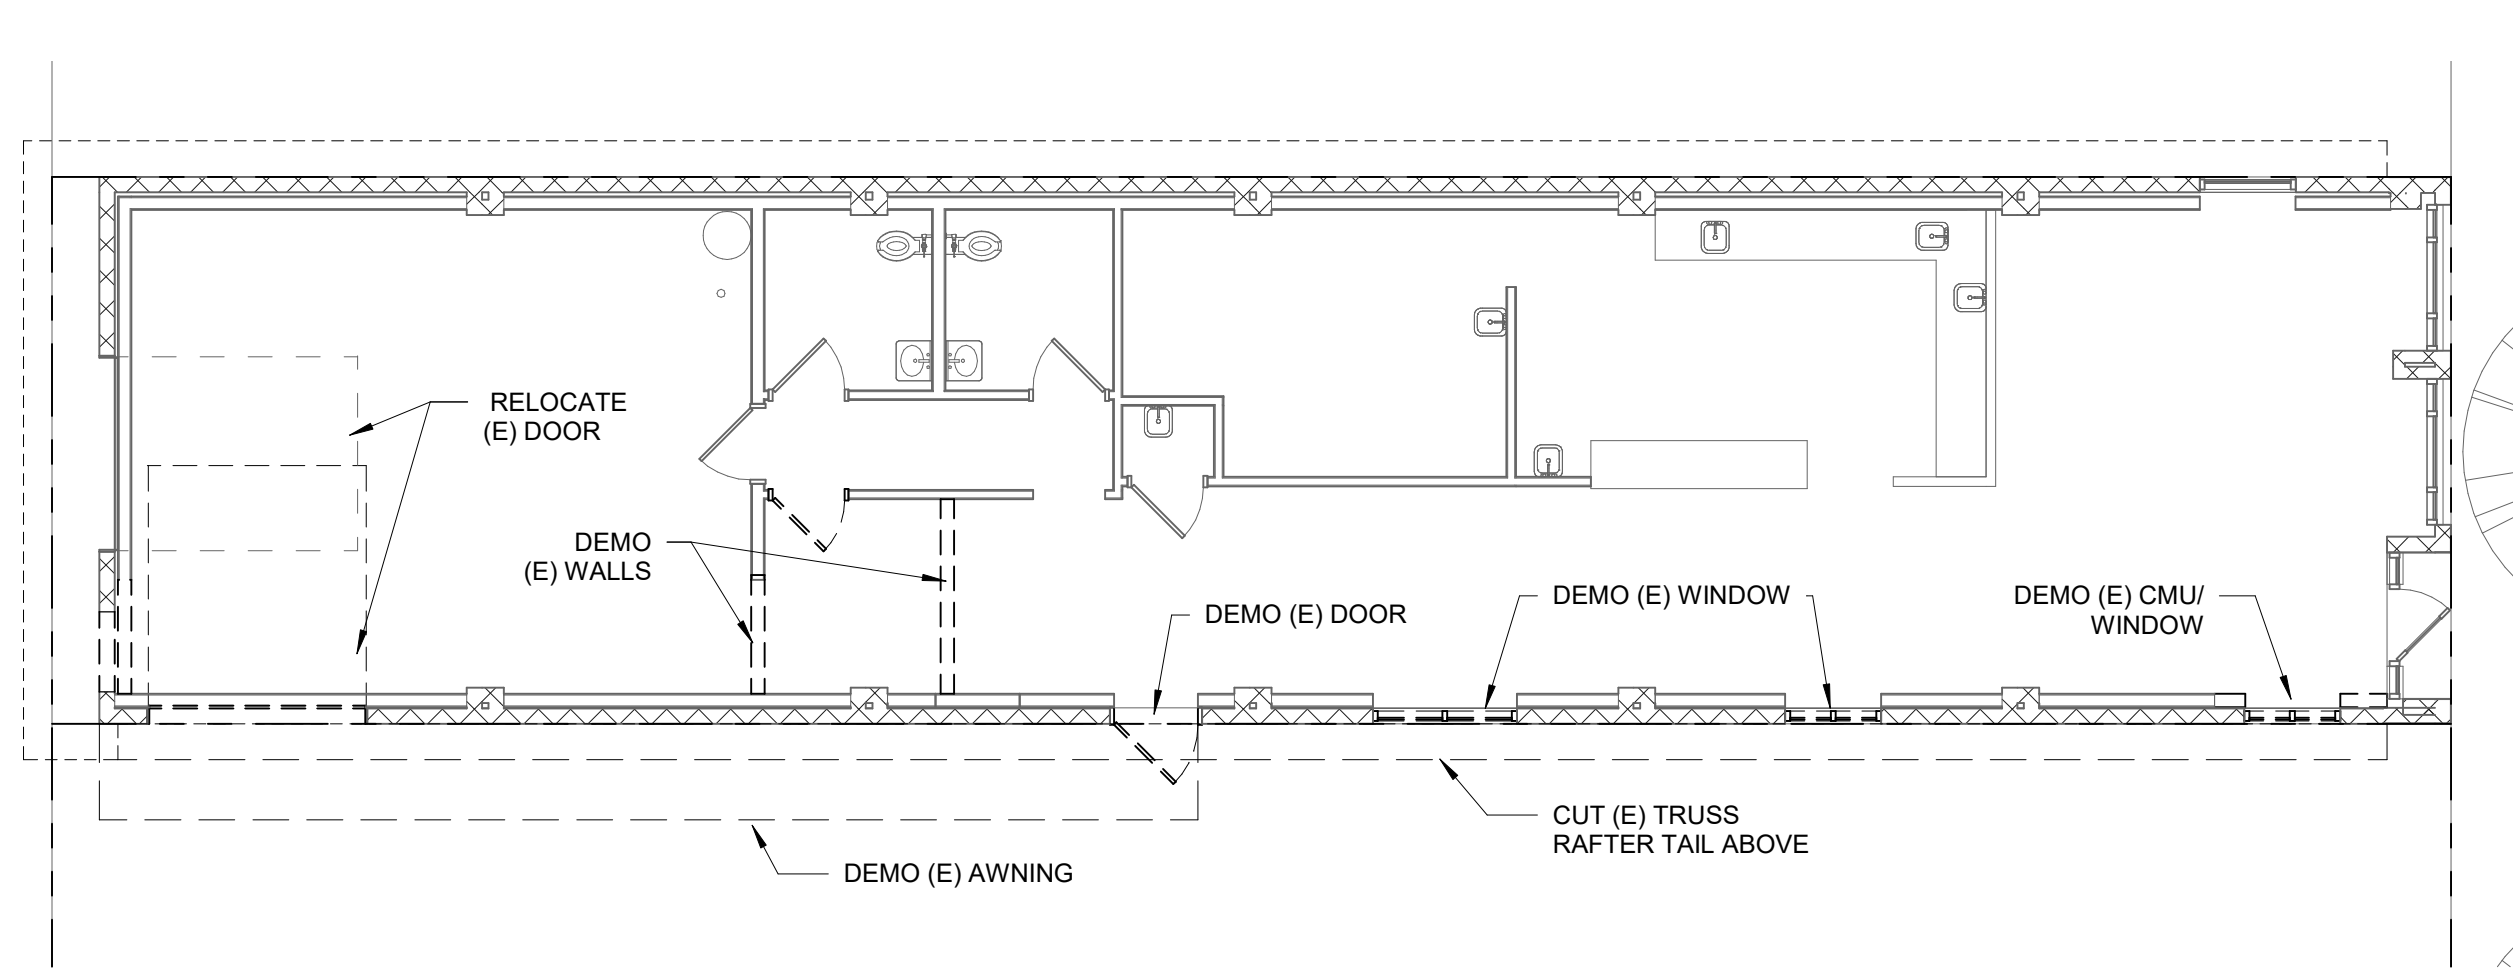 RELOCATE
(E) DOOR
DEMO
(E) WALLS
DEMO (E) DOOR
DEMO (E) WINDOW
DEMO (E) CMU/
WINDOW
CUT (E) TRUSS
RAFTER TAIL ABOVE
DEMO (E) AWNING